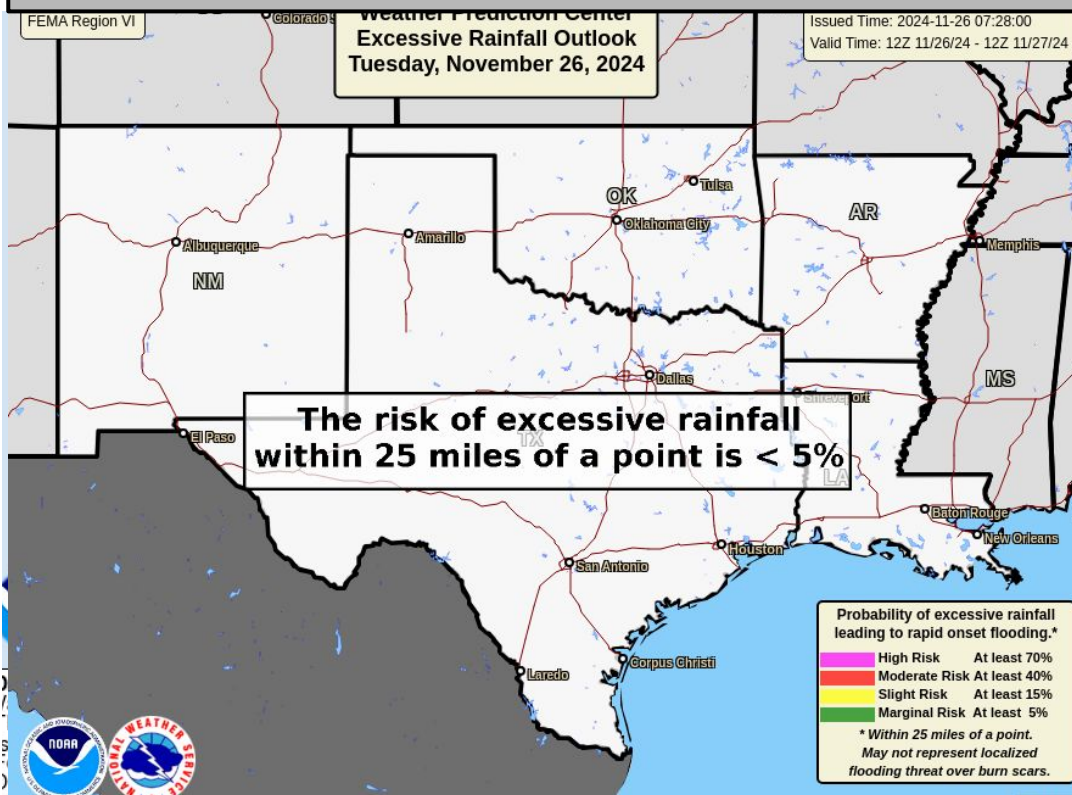 FEMA Region VI
Weather Prediction Center
Excessive Rainfall Outlook
Tuesday, November 26, 2024
Issued Time: 2024-11-26 07:28:00
Valid Time: 12Z 11/26/24 - 12Z 11/27/24
Colorado
Tulsa
OK
Oklahoma City
AR
Amarillo
Albuquerque
Memphis
NM
Dallas
MS
Shreveport
The risk of excessive rainfall
El Paso
TX
within 25 miles of a point is < 5%
LA
Baton Rouge
New Orleans
Houston
San Antonio
Corpus Christi
Laredo
Probability of excessive rainfall
leading to rapid onset flooding.*
High Risk At least 70%
Moderate Risk At least 40%
Slight Risk At least 15%
Marginal Risk At least 5%
* Within 25 miles of a point.
May not represent localized
flooding threat over burn scars.
NOAA
NATIONAL WEATHER SERVICE